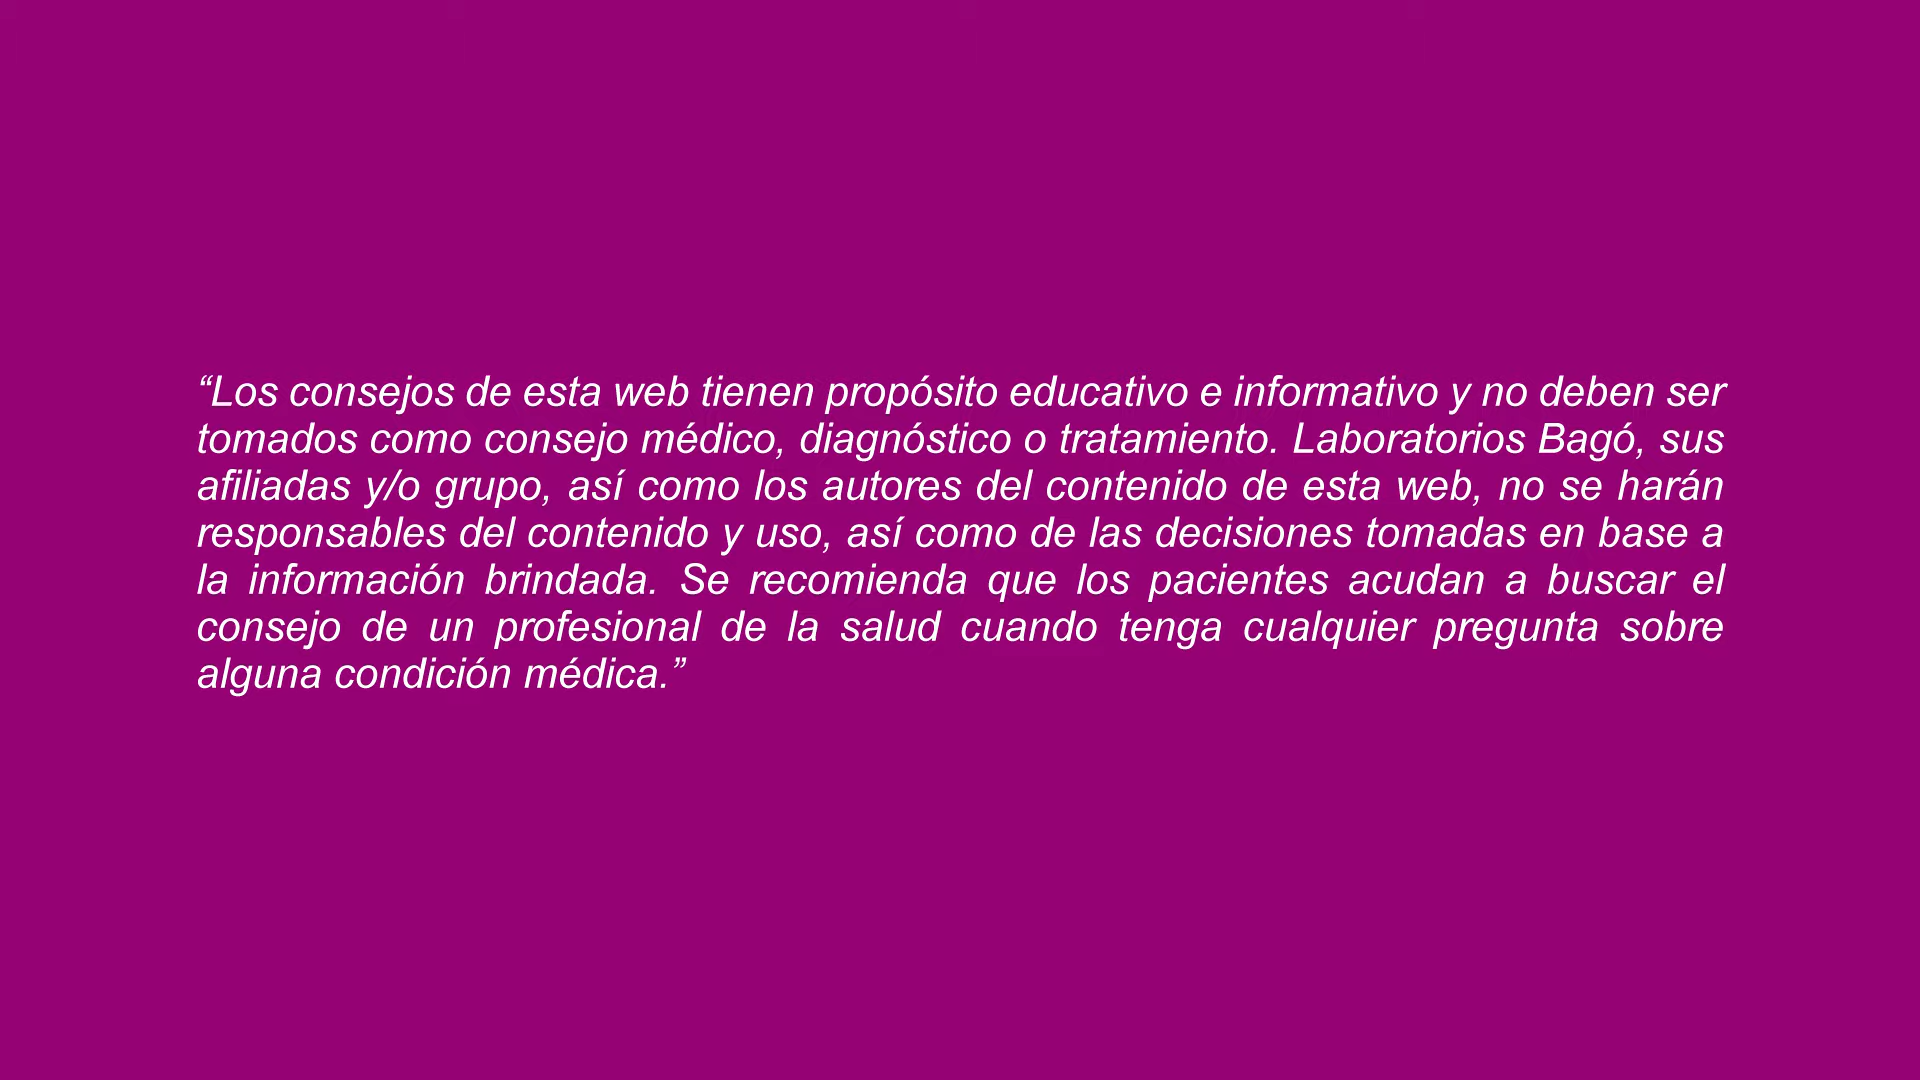 “Los consejos de esta web tienen propósito educativo e informativo y no deben ser
tomados como consejo médico, diagnóstico o tratamiento. Laboratorios Bagó, sus
afiliadas y/o grupo, así como los autores del contenido de esta web, no se harán
responsables del contenido y uso, así como de las decisiones tomadas en base a
la información brindada. Se recomienda que los pacientes acudan a buscar el
consejo de un profesional de la salud cuando tenga cualquier pregunta sobre
alguna condición médica.”